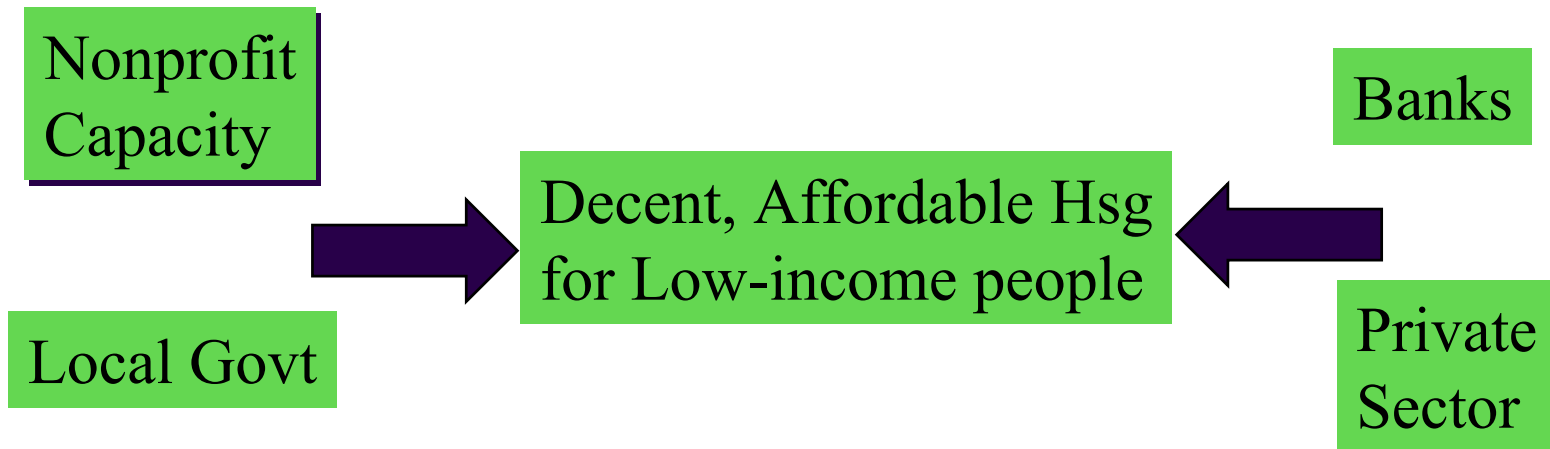 Nonprofit
Capacity
Local Govt
Decent, Affordable Hsg
for Low-income people
Banks
Private
Sector